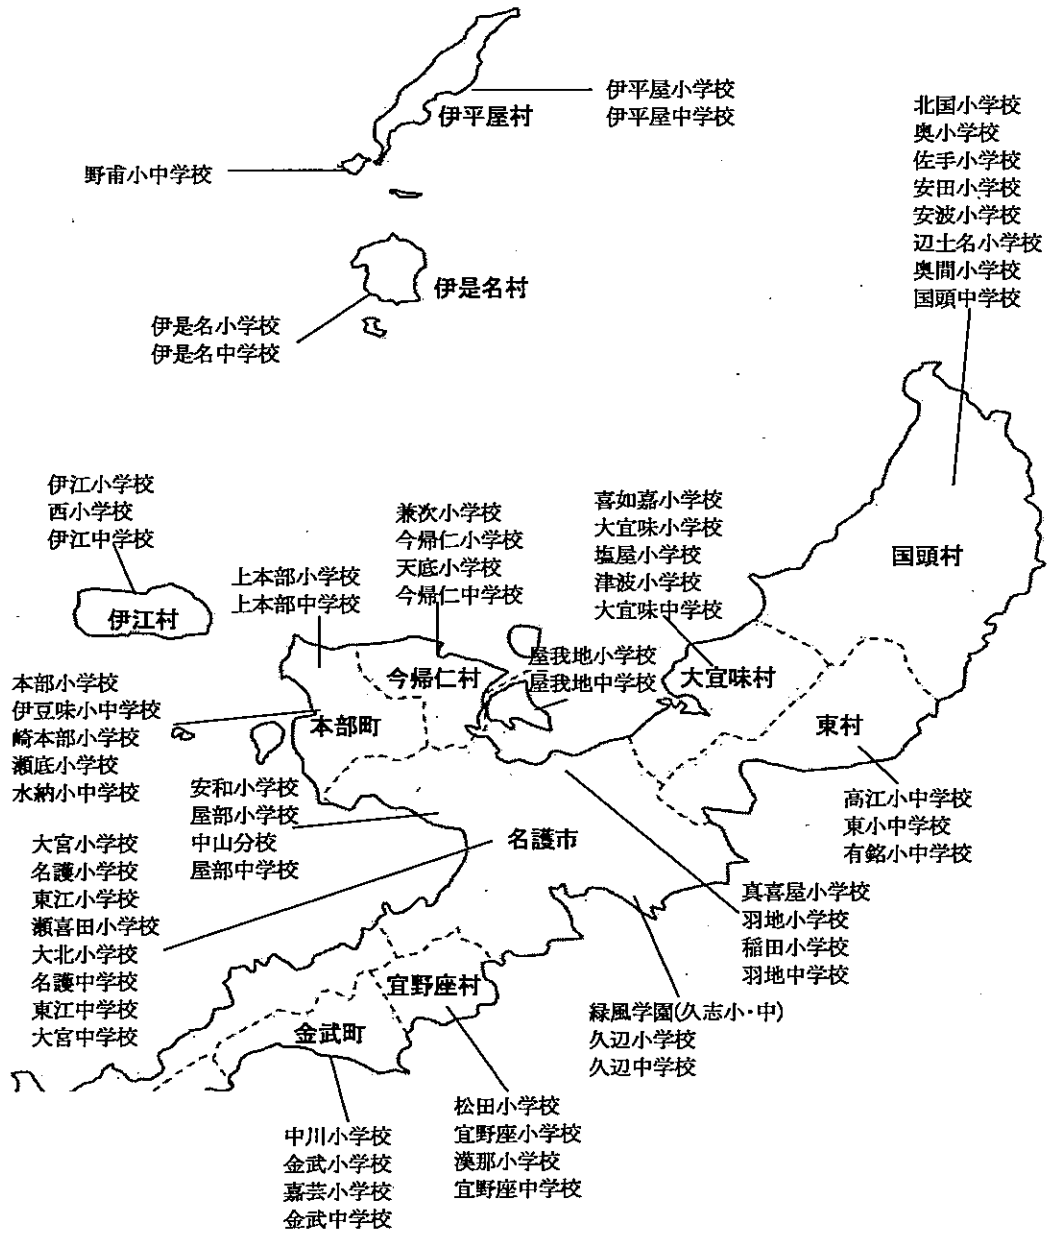 伊平屋小学校
伊平屋中学校
伊平屋村
野甫小中学校
伊是名村
伊是名小学校
伊是名中学校
北国小学校
奥小学校
佐手小学校
安田小学校
安波小学校
辺土名小学校
奥間小学校
国頭中学校
国頭村
伊江小学校
西小学校
伊江中学校
伊江村
上本部小学校
上本部中学校
兼次小学校
今帰仁小学校
天底小学校
今帰仁中学校
今帰仁村
喜如嘉小学校
大宜味小学校
塩屋小学校
津波小学校
大宜味中学校
大宜味村
屋我地小学校
屋我地中学校
本部小学校
伊豆味小中学校
崎本部小学校
瀬底小学校
水納小中学校
本部町
東村
高江小中学校
東小中学校
有銘小中学校
安和小学校
屋部小学校
中山分校
屋部中学校
名護市
大宮小学校
名護小学校
東江小学校
瀬喜田小学校
大北小学校
名護中学校
東江中学校
大宮中学校
真喜屋小学校
羽地小学校
稲田小学校
羽地中学校
緑風学園(久志小・中)
久辺小学校
久辺中学校
宜野座村
金武町
松田小学校
宜野座小学校
漢那小学校
宜野座中学校
中川小学校
金武小学校
嘉芸小学校
金武中学校